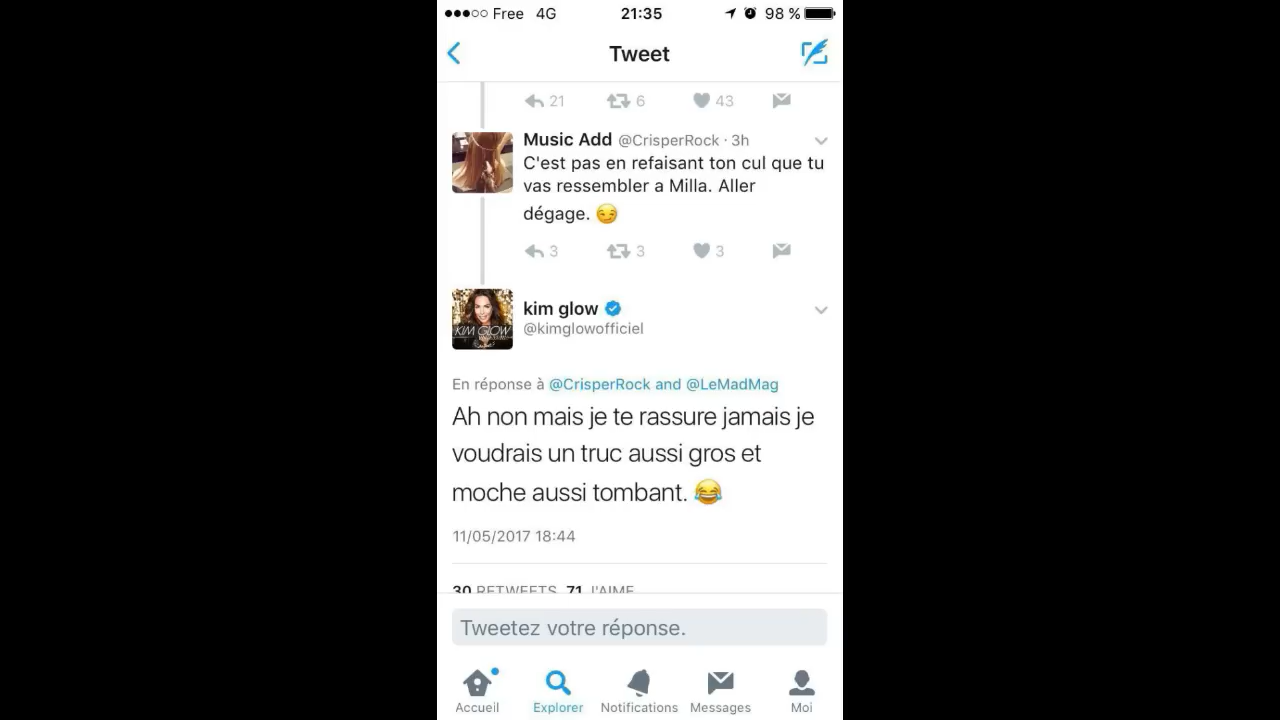 Free 4G 21:35 98 %
Tweet
21 6 43
Music Add @CrisperRock · 3h
C'est pas en refaisant ton cul que tu
vas ressembler a Milla. Aller
dégage. 😏
3 3 3
KIM GLOW
kim glow
@kimglowofficiel
En réponse à @CrisperRock and @LeMadMag
Ah non mais je te rassure jamais je
voudrais un truc aussi gros et
moche aussi tombant. 😂
11/05/2017 18:44
30 RETWEETS 71 J'AIME
Tweetez votre réponse.
Accueil Explorer Notifications Messages Moi